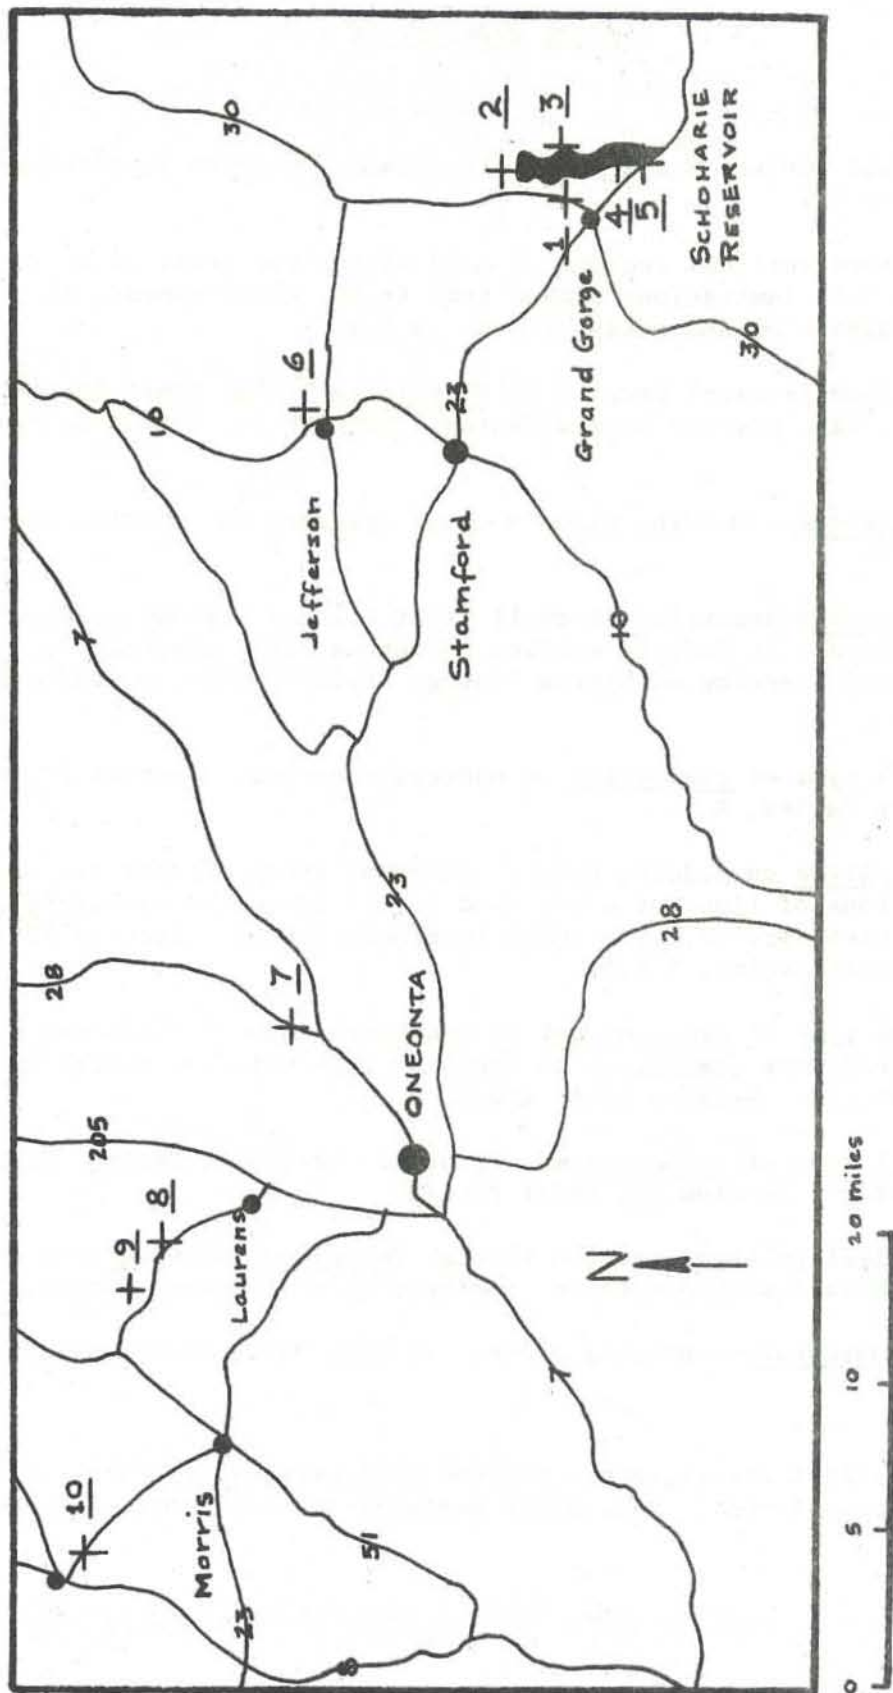 28
10
7
205
9
8
10
Morris
30
Laurens
23
7
6
Jefferson
8
51
23
ONEONTA
Stamford
23
2
1
3
7
Grand Gorge
N
4
10
5
28
SCHOHARIE
RESERVOIR
30
0 5 10 20 miles